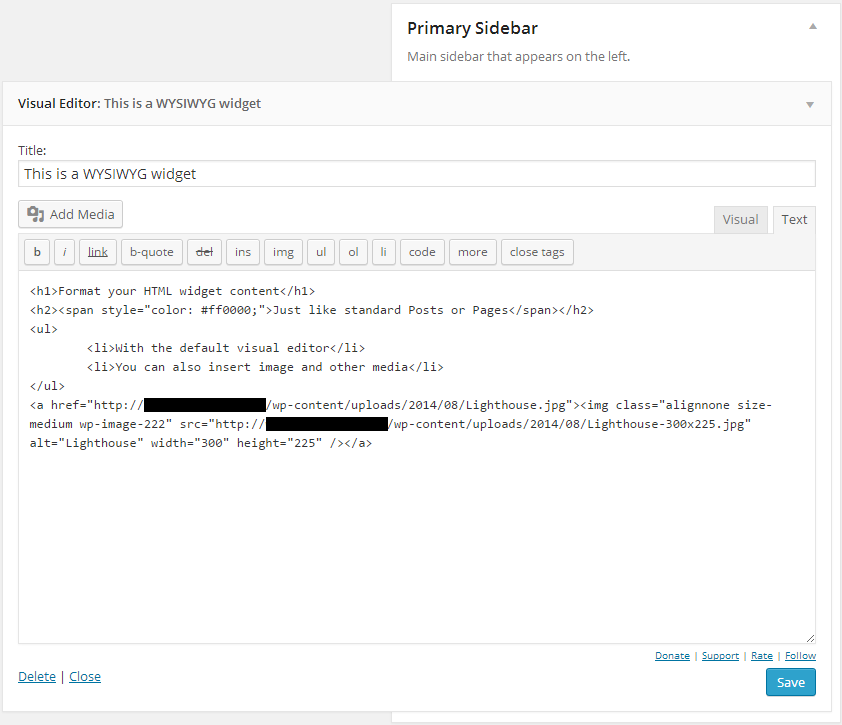 Primary Sidebar
Main sidebar that appears on the left.
Visual Editor: This is a WYSIWYG widget
Title:
This is a WYSIWYG widget
Add Media
Visual
Text
b
i
link
b-quote
del
ins
img
ul
ol
li
code
more
close tags
<h1>Format your HTML widget content</h1>
<h2><span style="color: #ff0000;">Just like standard Posts or Pages</span></h2>
<ul>
<li>With the default visual editor</li>
<li>You can also insert image and other media</li>
</ul>
<a href="http:///wp-content/uploads/2014/08/Lighthouse.jpg"><img class="alignnone size-
medium wp-image-222" src="http:///wp-content/uploads/2014/08/Lighthouse-300x225.jpg"
alt="Lighthouse" width="300" height="225" /></a>
Donate | Support | Rate | Follow
Delete | Close
Save